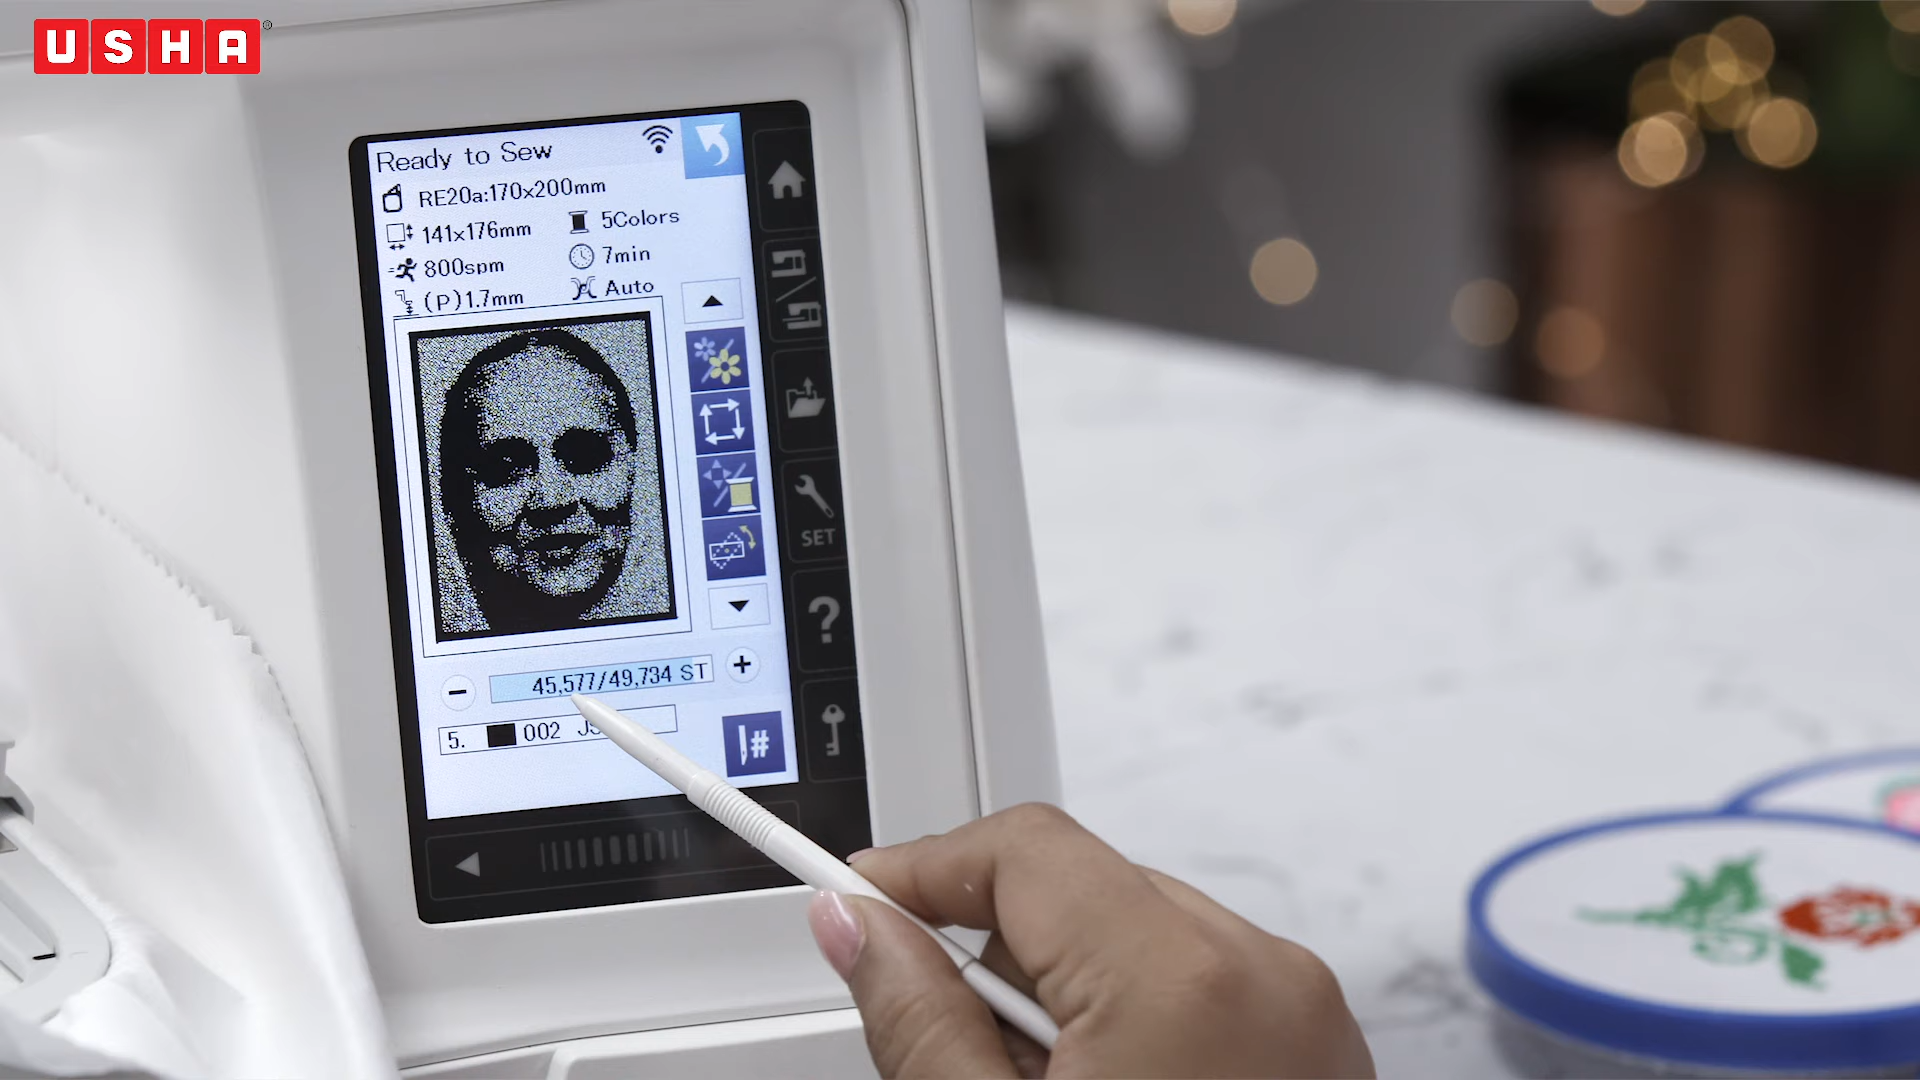 USHA®
Ready to Sew
RE20a:170x200mm
141x176mm
5Colors
800spm
7min
(P)1.7mm
Auto
45,577/49,734 ST
5. 002
#
SET
?